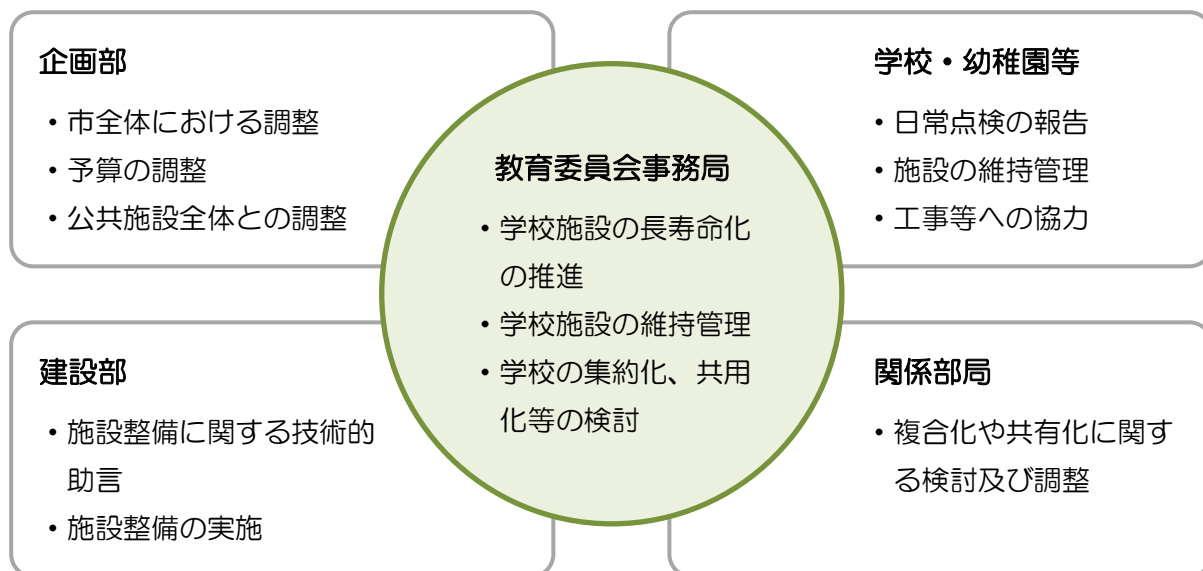 企画部
・市全体における調整
・予算の調整
・公共施設全体との調整
学校・幼稚園等
・日常点検の報告
・施設の維持管理
・工事等への協力
教育委員会事務局
・学校施設の長寿命化
の推進
・学校施設の維持管理
・学校の集約化、共用
化等の検討
建設部
・施設整備に関する技術的
助言
・施設整備の実施
関係部局
・複合化や共有化に関す
る検討及び調整